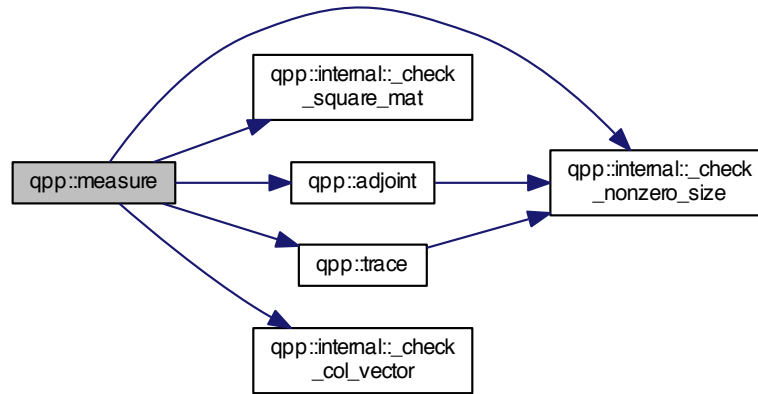 qpp::measure
qpp::internal::_check
_square_mat
qpp::adjoint
qpp::trace
qpp::internal::_check
_col_vector
qpp::internal::_check
_nonzero_size